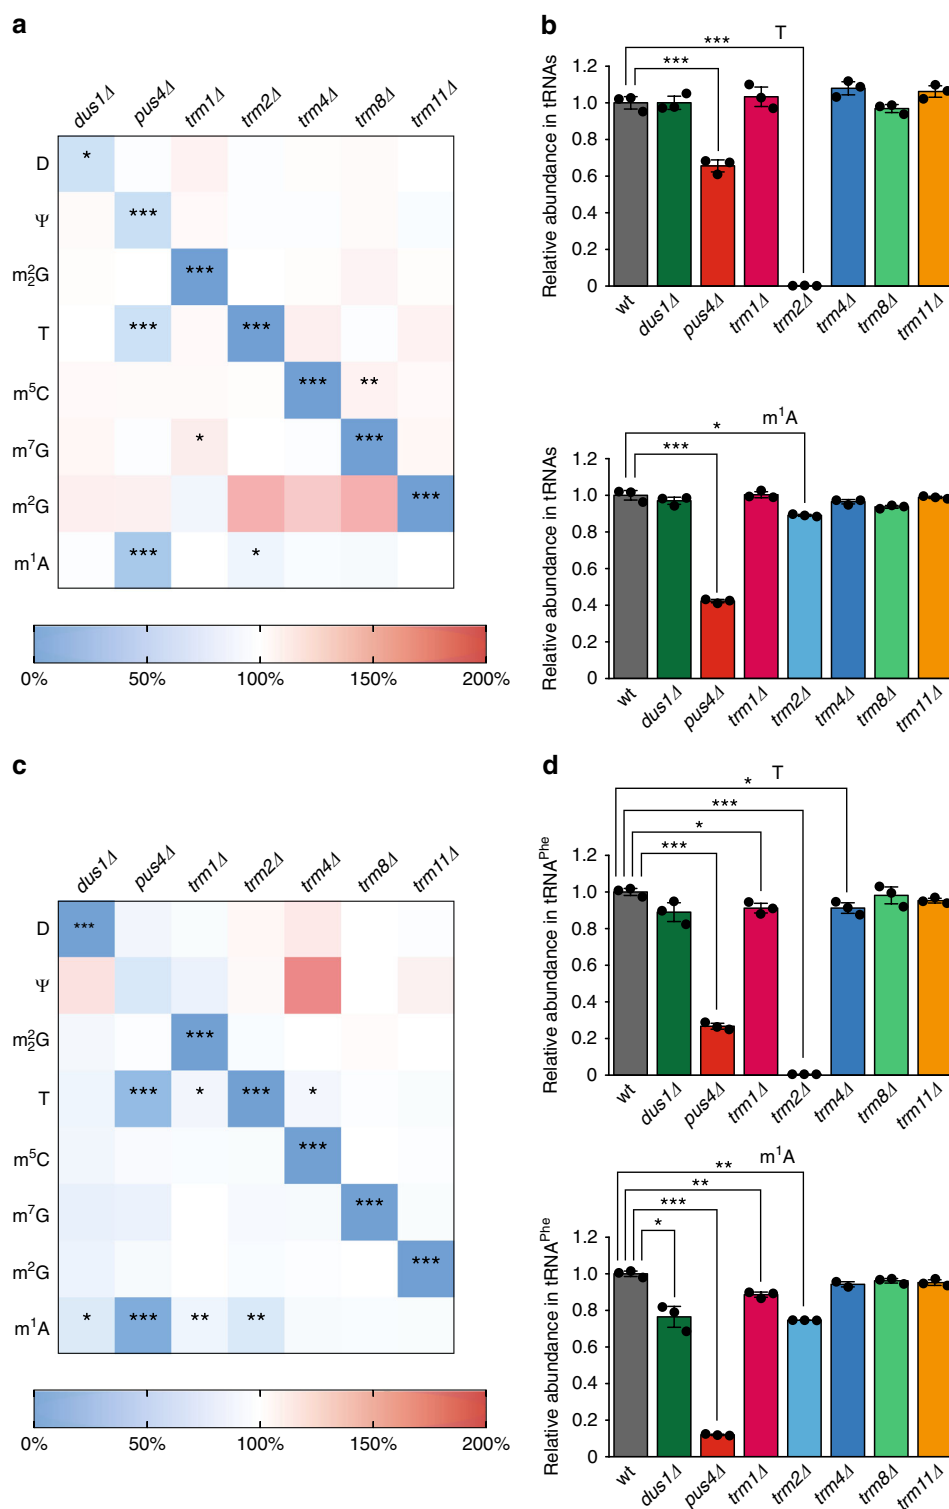 a
dus1Δ pus4Δ trm1Δ trm2Δ trm4Δ trm8Δ trm11Δ
D *
Ψ ***
m²₂G ***
T *** ***
m⁵C *** **
m⁷G * ***
m²G ***
m¹A *** *
0% 50% 100% 150% 200%
b
T
***
***
Relative abundance in tRNAs
1.2
1.0
0.8
0.6
0.4
0.2
0
wt dus1Δ pus4Δ trm1Δ trm2Δ trm4Δ trm8Δ trm11Δ
m¹A
*
***
Relative abundance in tRNAs
1.2
1.0
0.8
0.6
0.4
0.2
0
wt dus1Δ pus4Δ trm1Δ trm2Δ trm4Δ trm8Δ trm11Δ
c
dus1Δ pus4Δ trm1Δ trm2Δ trm4Δ trm8Δ trm11Δ
D ***
Ψ
m²₂G ***
T *** * *** *
m⁵C ***
m⁷G ***
m²G ***
m¹A * *** ** **
0% 50% 100% 150% 200%
d
T
*
***
*
***
Relative abundance in tRNAᴾʰᵉ
1.2
1.0
0.8
0.6
0.4
0.2
0
wt dus1Δ pus4Δ trm1Δ trm2Δ trm4Δ trm8Δ trm11Δ
m¹A
**
**
***
*
Relative abundance in tRNAᴾʰᵉ
1.2
1.0
0.8
0.6
0.4
0.2
0
wt dus1Δ pus4Δ trm1Δ trm2Δ trm4Δ trm8Δ trm11Δ